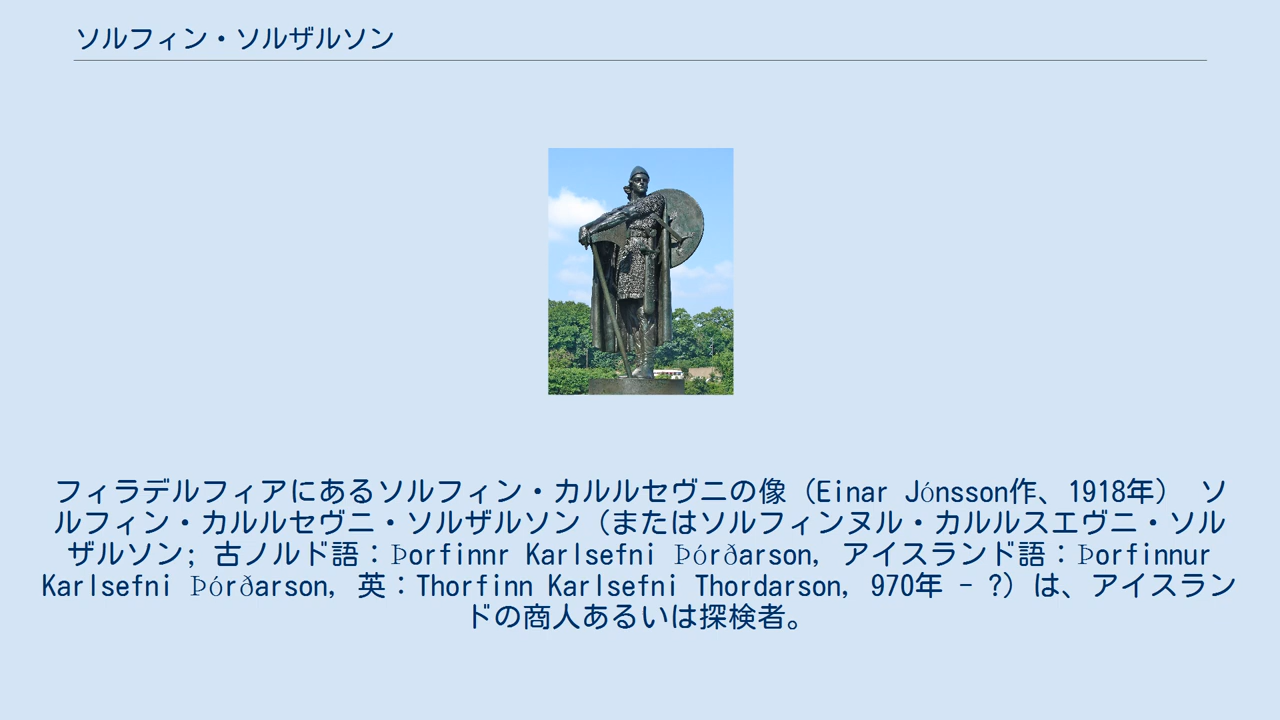 ソルフィン・ソルザルソン
フィラデルフィアにあるソルフィン・カルルセヴニの像（Einar Jónsson作、1918年） ソ
ルフィン・カルルセヴニ・ソルザルソン（またはソルフィンヌル・カルルスエヴニ・ソル
ザルソン; 古ノルド語：Þorfinnr Karlsefni Þórðarson, アイスランド語：Þorfinnur
Karlsefni Þórðarson, 英：Thorfinn Karlsefni Thordarson, 970年 - ?）は、アイスラン
ドの商人あるいは探検者。